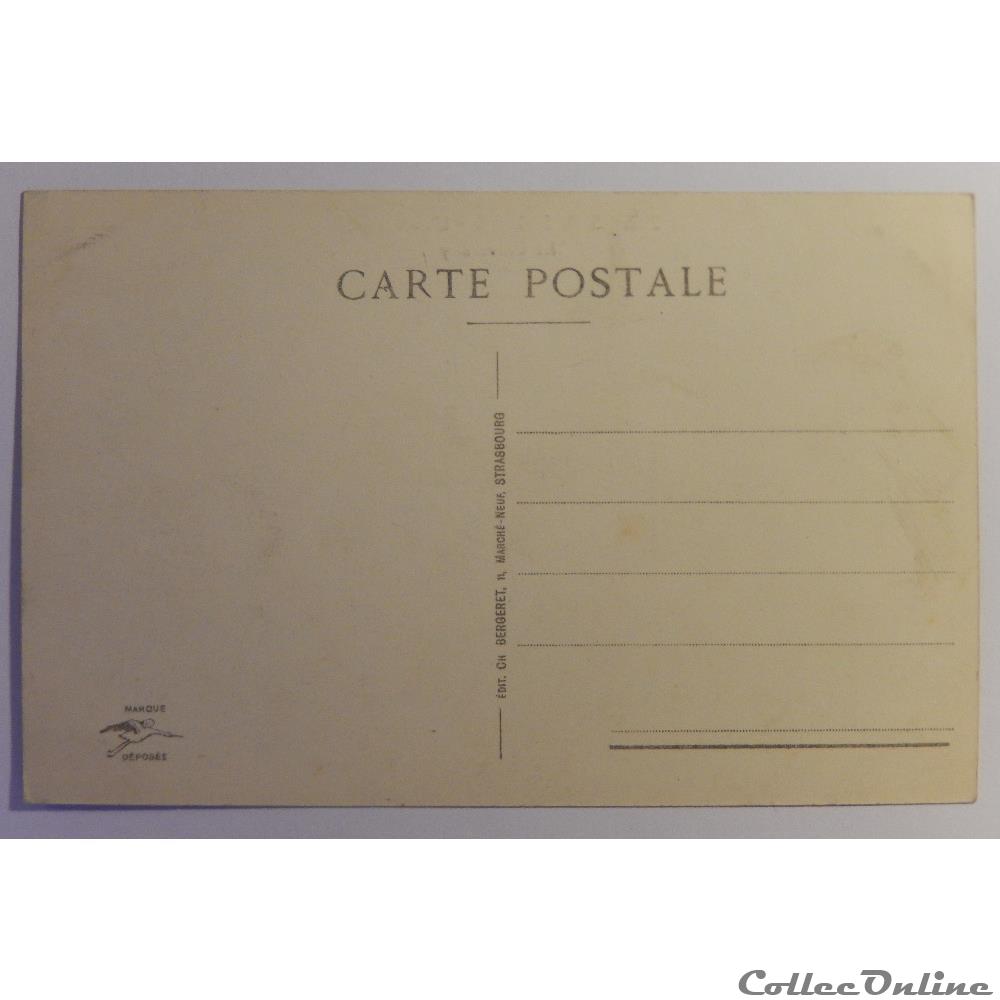 CARTE POSTALE
ÉDIT. CH BERGERET, 11, MARCHÉ-NEUF, STRASBOURG
MARQUE
DÉPOSÉE
CollecOnline